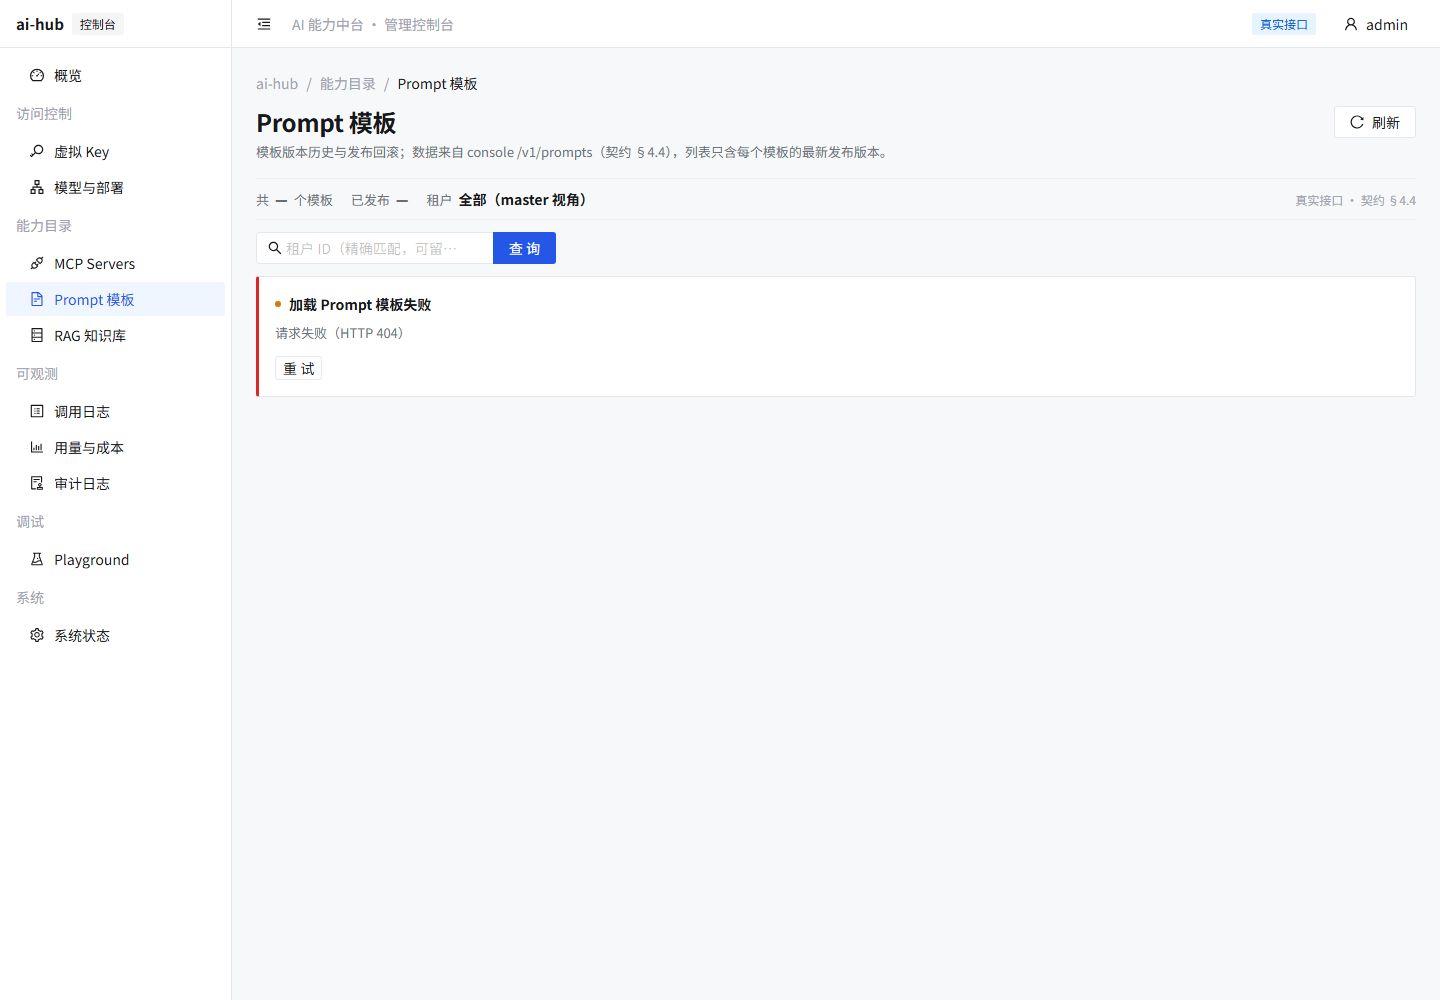 ai-hub 控制台
AI 能力中台 • 管理控制台
真实接口
admin
概览
访问控制
虚拟 Key
模型与部署
能力目录
MCP Servers
Prompt 模板
RAG 知识库
可观测
调用日志
用量与成本
审计日志
调试
Playground
系统
系统状态
ai-hub / 能力目录 / Prompt 模板
Prompt 模板
刷新
模板版本历史与发布回滚；数据来自 console /v1/prompts（契约 §4.4），列表只含每个模板的最新发布版本。
共 — 个模板 已发布 — 租户 全部（master 视角）
真实接口 • 契约 §4.4
租户 ID（精确匹配，可留…
查 询
加载 Prompt 模板失败
请求失败（HTTP 404）
重 试